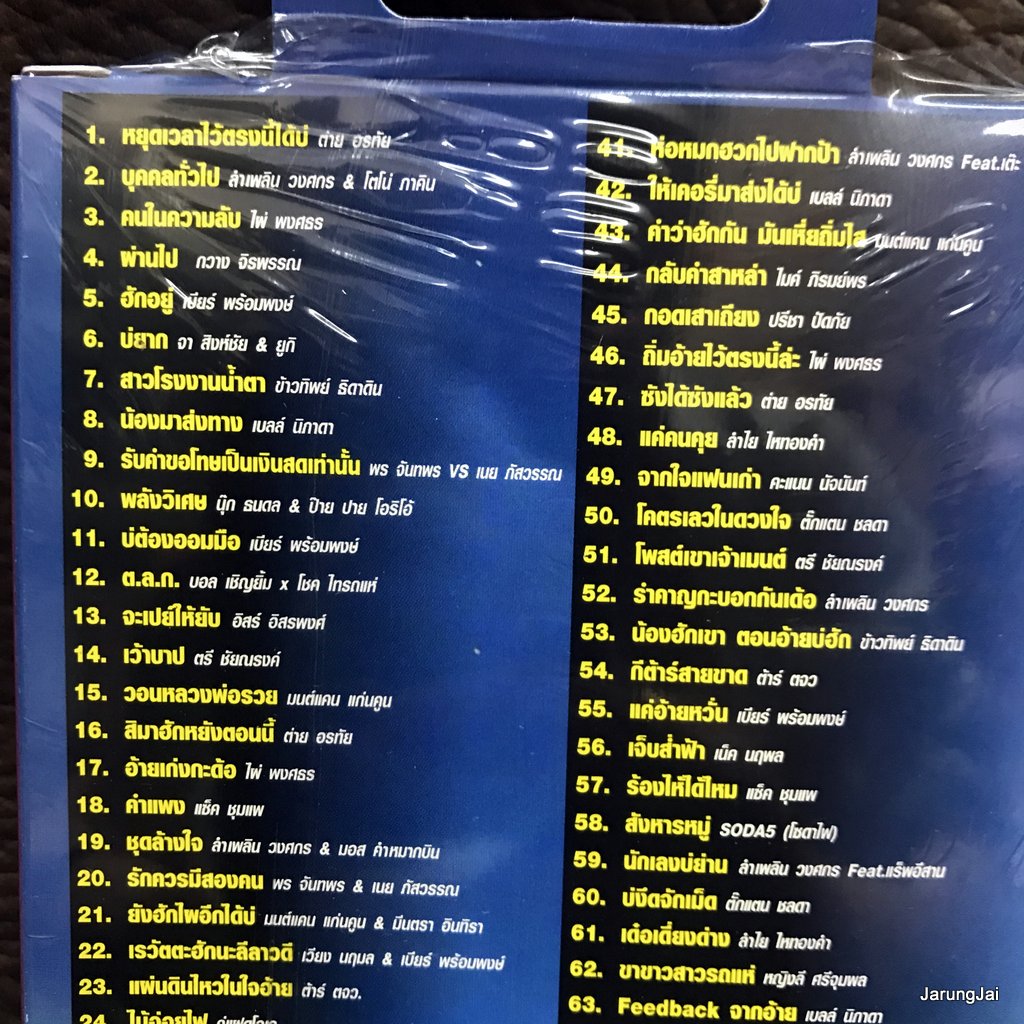 1. หยุดเวลาไว้ตรงนี้ได้บ่ ต่าย อรทัย
2. บุคคลทั่วไป ลำเพลิน วงศกร & โตโน่ ภาคิน
3. คนในความลับ ไผ่ พงศธร
4. ผ่านไป กวาง จิรพรรณ
5. ฮักอยู่ เบียร์ พร้อมพงษ์
6. บ่ยาก จา สิงห์ชัย & ยูกิ
7. สาวโรงงานน้ำตา ข้าวทิพย์ ธิดาดิน
8. น้องมาส่งทาง เบลล์ นิภาดา
9. รับคำขอโทษเป็นเงินสดเท่านั้น พร จันทพร VS เนย ภัสวรรณ
10. พลังวิเศษ นุ๊ก ธนดล & ป๊าย ปาย โอริโอ้
11. บ่ต้องออมมือ เบียร์ พร้อมพงษ์
12. ต.ล.ก. บอล เชิญยิ้ม x โชค ไทรถแห่
13. จะเปย์ให้ยับ อิสร์ อิสรพงศ์
14. เว้าบาป ตรี ชัยณรงค์
15. วอนหลวงพ่อรวย มนต์แคน แก่นคูน
16. สิมาฮักหยังตอนนี้ ต่าย อรทัย
17. อ้ายเก่งกะด้อ ไผ่ พงศธร
18. กำแพง แซ็ค ชุมแพ
19. ชุดล้างใจ ลำเพลิน วงศกร & มอส คำหมากบิน
20. รักควรมีสองคน พร จันทพร & เนย ภัสวรรณ
21. ยังฮักไผอีกได้บ่ มนต์แคน แก่นคูน & มีนตรา อินทิรา
22. เรวัตตะฮักนะลีลาวดี เวียง นฤมล & เบียร์ พร้อมพงษ์
23. แผ่นดินไหวในใจอ้าย ต้าร์ ตจว.
24. ไม้อ่อยไฟ
41. ห่อหมกฮวกไปฝากป้า ลำเพลิน วงศกร Feat.เต๊ะ
42. ให้เคอรี่มาส่งได้บ่ เบลล์ นิภาดา
43. คำว่าฮักกัน มันเหี่ยถิ่มไส มนต์แคน แก่นคูน
44. กลับคำสาหล่า ไมค์ ภิรมย์พร
45. กอดเสาเถียง ปรีชา ปัดภัย
46. ถิ่มอ้ายไว้ตรงนี้ล่ะ ไผ่ พงศธร
47. ซังได้ซังแล้ว ต่าย อรทัย
48. แค่คนคุย ลำไย ไหทองคำ
49. จากใจแฟนเก่า คะแนน นัจนันท์
50. โคตรเลวในดวงใจ ตั๊กแตน ชลดา
51. โพสต์เขาเจ้าเมนต์ ตรี ชัยณรงค์
52. รำคาญกะบอกกันเด้อ ลำเพลิน วงศกร
53. น้องฮักเขา ตอนอ้ายบ่ฮัก ข้าวทิพย์ ธิดาดิน
54. กีต้าร์สายขาด ต้าร์ ตจว
55. แค่อ้ายหวั่น เบียร์ พร้อมพงษ์
56. เจ็บส่ำฟ้า เน็ค นฤพล
57. ร้องไห้ได้ไหม แซ็ค ชุมแพ
58. สังหารหมู่ SODA5 (โซดาไฟ)
59. นักเลงบ่ย่าน ลำเพลิน วงศกร Feat.แร็พอีสาน
60. บ่งึดจักเม็ด ตั๊กแตน ชลดา
61. เด๋อเดี่ยงด่าง ลำไย ไหทองคำ
62. ขาขาวสาวรถแห่ หญิงลี ศรีจุมพล
63. Feedback จากอ้าย เบลล์ นิภาดา
JarungJai